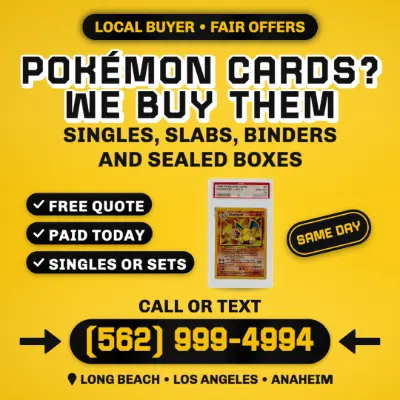 LOCAL BUYER • FAIR OFFERS
POKÉMON CARDS?
WE BUY THEM
SINGLES, SLABS, BINDERS
AND SEALED BOXES
FREE QUOTE
PAID TODAY
SINGLES OR SETS
SAME DAY
CALL OR TEXT
(562) 999-4994
LONG BEACH • LOS ANGELES • ANAHEIM